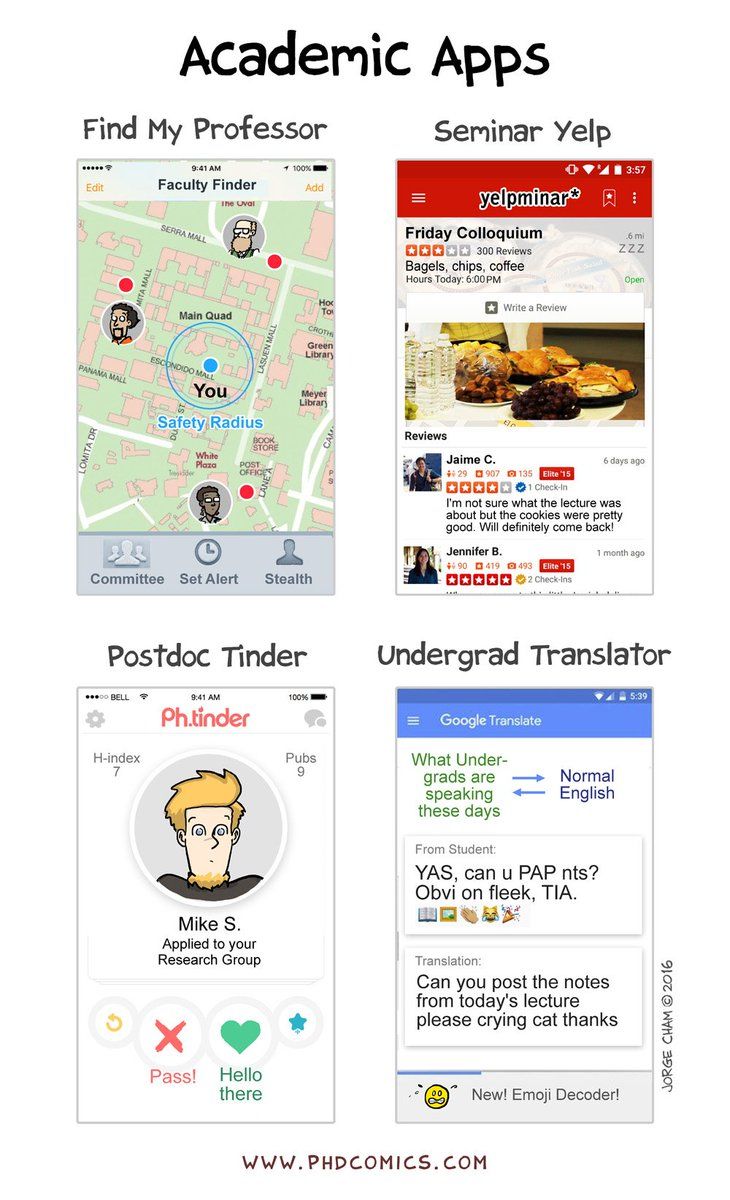 Academic Apps
Find My Professor
9:41 AM
100%
Edit
Faculty Finder
Add
The Oval
SERRA MALL
Main Quad
LASUEN MALL
Green
Library
ESCONDIDO MALL
PANAMA MALL
You
Safety Radius
Meyer
Library
LOMITA DR
BOOK
STORE
White
Plaza
POST
OFFICE
Committee
Set Alert
Stealth
Seminar Yelp
3:57
yelpminar*
Friday Colloquium
.6 mi
300 Reviews
ZZZ
Bagels, chips, coffee
Hours Today: 6:00 PM
Open
Write a Review
Reviews
Jaime C.
6 days ago
29 907 135 Elite '15
1 Check-In
I'm not sure what the lecture was
about but the cookies were pretty
good. Will definitely come back!
Jennifer B.
1 month ago
90 419 493 Elite '15
2 Check-Ins
Postdoc Tinder
BELL
9:41 AM
100%
Ph.tinder
H-index
7
Pubs
9
Mike S.
Applied to your
Research Group
Pass!
Hello
there
Undergrad Translator
5:39
Google Translate
What Under-
grads are
speaking
these days
Normal
English
From Student:
YAS, can u PAP nts?
Obvi on fleek, TIA.
📖🖼️👏😹🎉
Translation:
Can you post the notes
from today's lecture
please crying cat thanks
New! Emoji Decoder!
JORGE CHAM © 2016
WWW.PHDCOMICS.COM